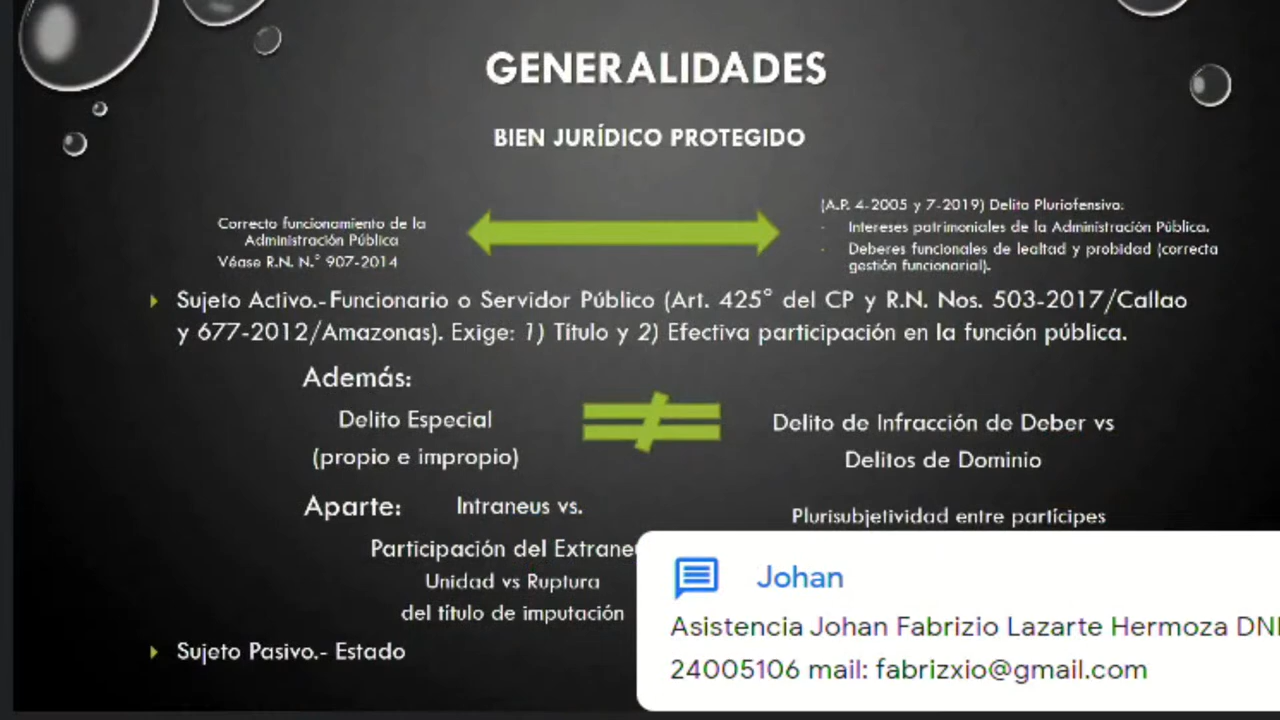 GENERALIDADES
BIEN JURÍDICO PROTEGIDO
Correcto funcionamiento de la
Administración Pública
Véase R.N. N.° 907-2014
(A.P. 4-2005 y 7-2019) Delito Pluriofensivo:
- Intereses patrimoniales de la Administración Pública.
- Deberes funcionales de lealtad y probidad (correcta
gestión funcionarial).
Sujeto Activo.- Funcionario o Servidor Público (Art. 425° del CP y R.N. Nos. 503-2017/Callao
y 677-2012/Amazonas). Exige: 1) Título y 2) Efectiva participación en la función pública.
Además:
Delito Especial
(propio e impropio)
Delito de Infracción de Deber vs
Delitos de Dominio
Aparte: Intraneus vs.
Participación del Extraneu
Unidad vs Ruptura
del título de imputación
Plurisubjetividad entre partícipes
Sujeto Pasivo.- Estado
Johan
Asistencia Johan Fabrizio Lazarte Hermoza DNI
24005106 mail: fabrizxio@gmail.com